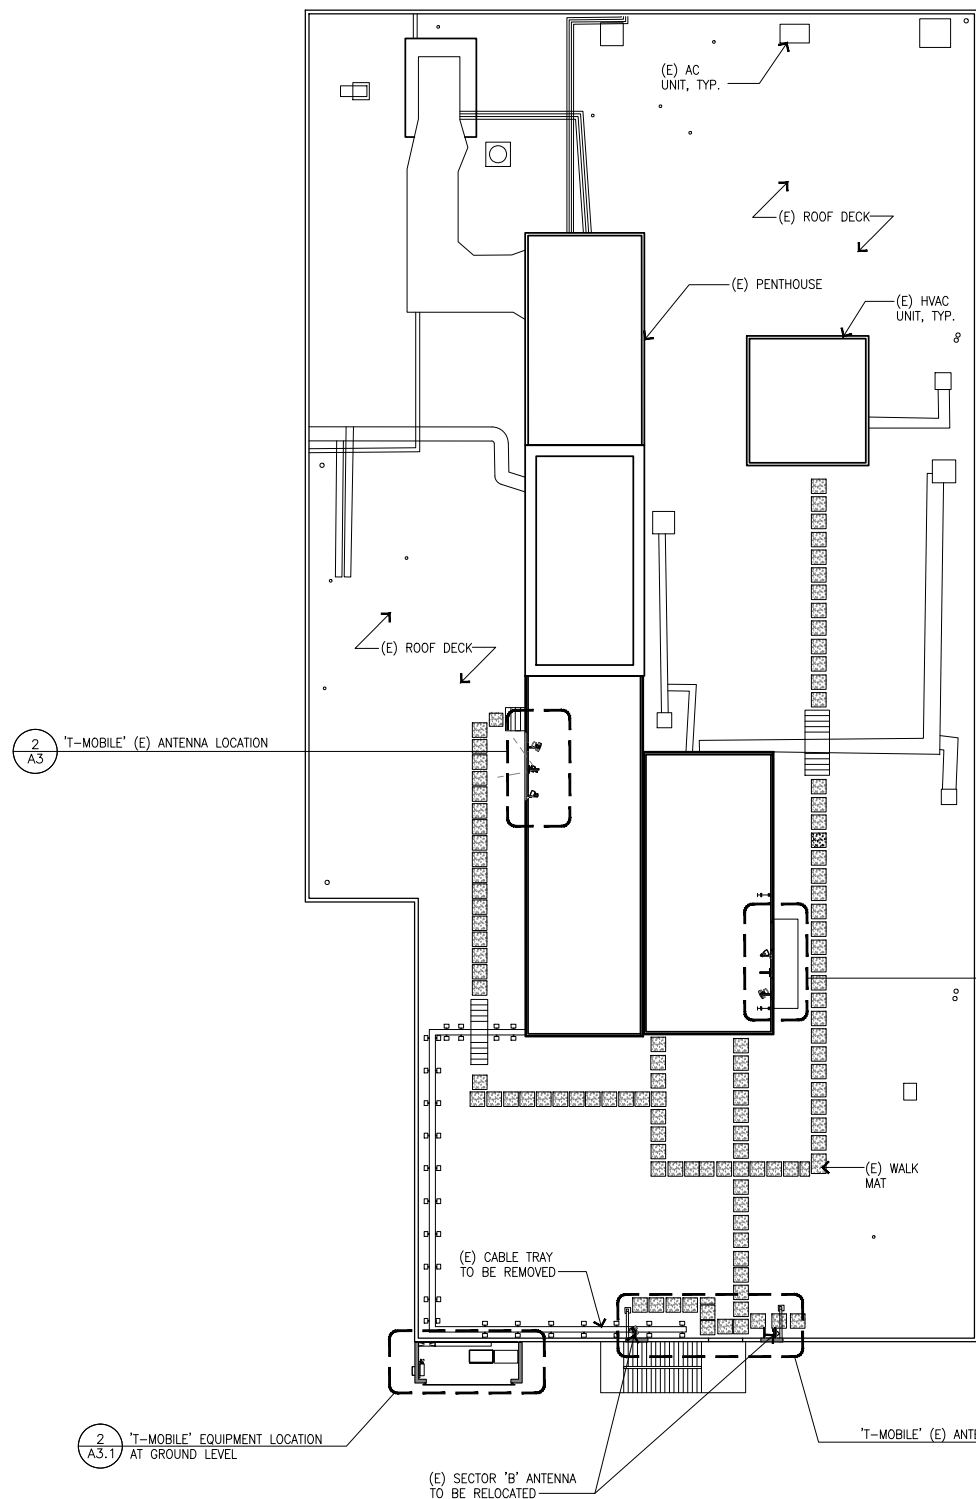 (E) AC
UNIT, TYP.
(E) ROOF DECK
(E) PENTHOUSE
(E) HVAC
UNIT, TYP.
(E) ROOF DECK
2
A3
'T-MOBILE' (E) ANTENNA LOCATION
(E) WALK
MAT
(E) CABLE TRAY
TO BE REMOVED
2
A3.1
'T-MOBILE' EQUIPMENT LOCATION
AT GROUND LEVEL
'T-MOBILE' (E)
(E) SECTOR 'B' ANTENNA
TO BE RELOCATED